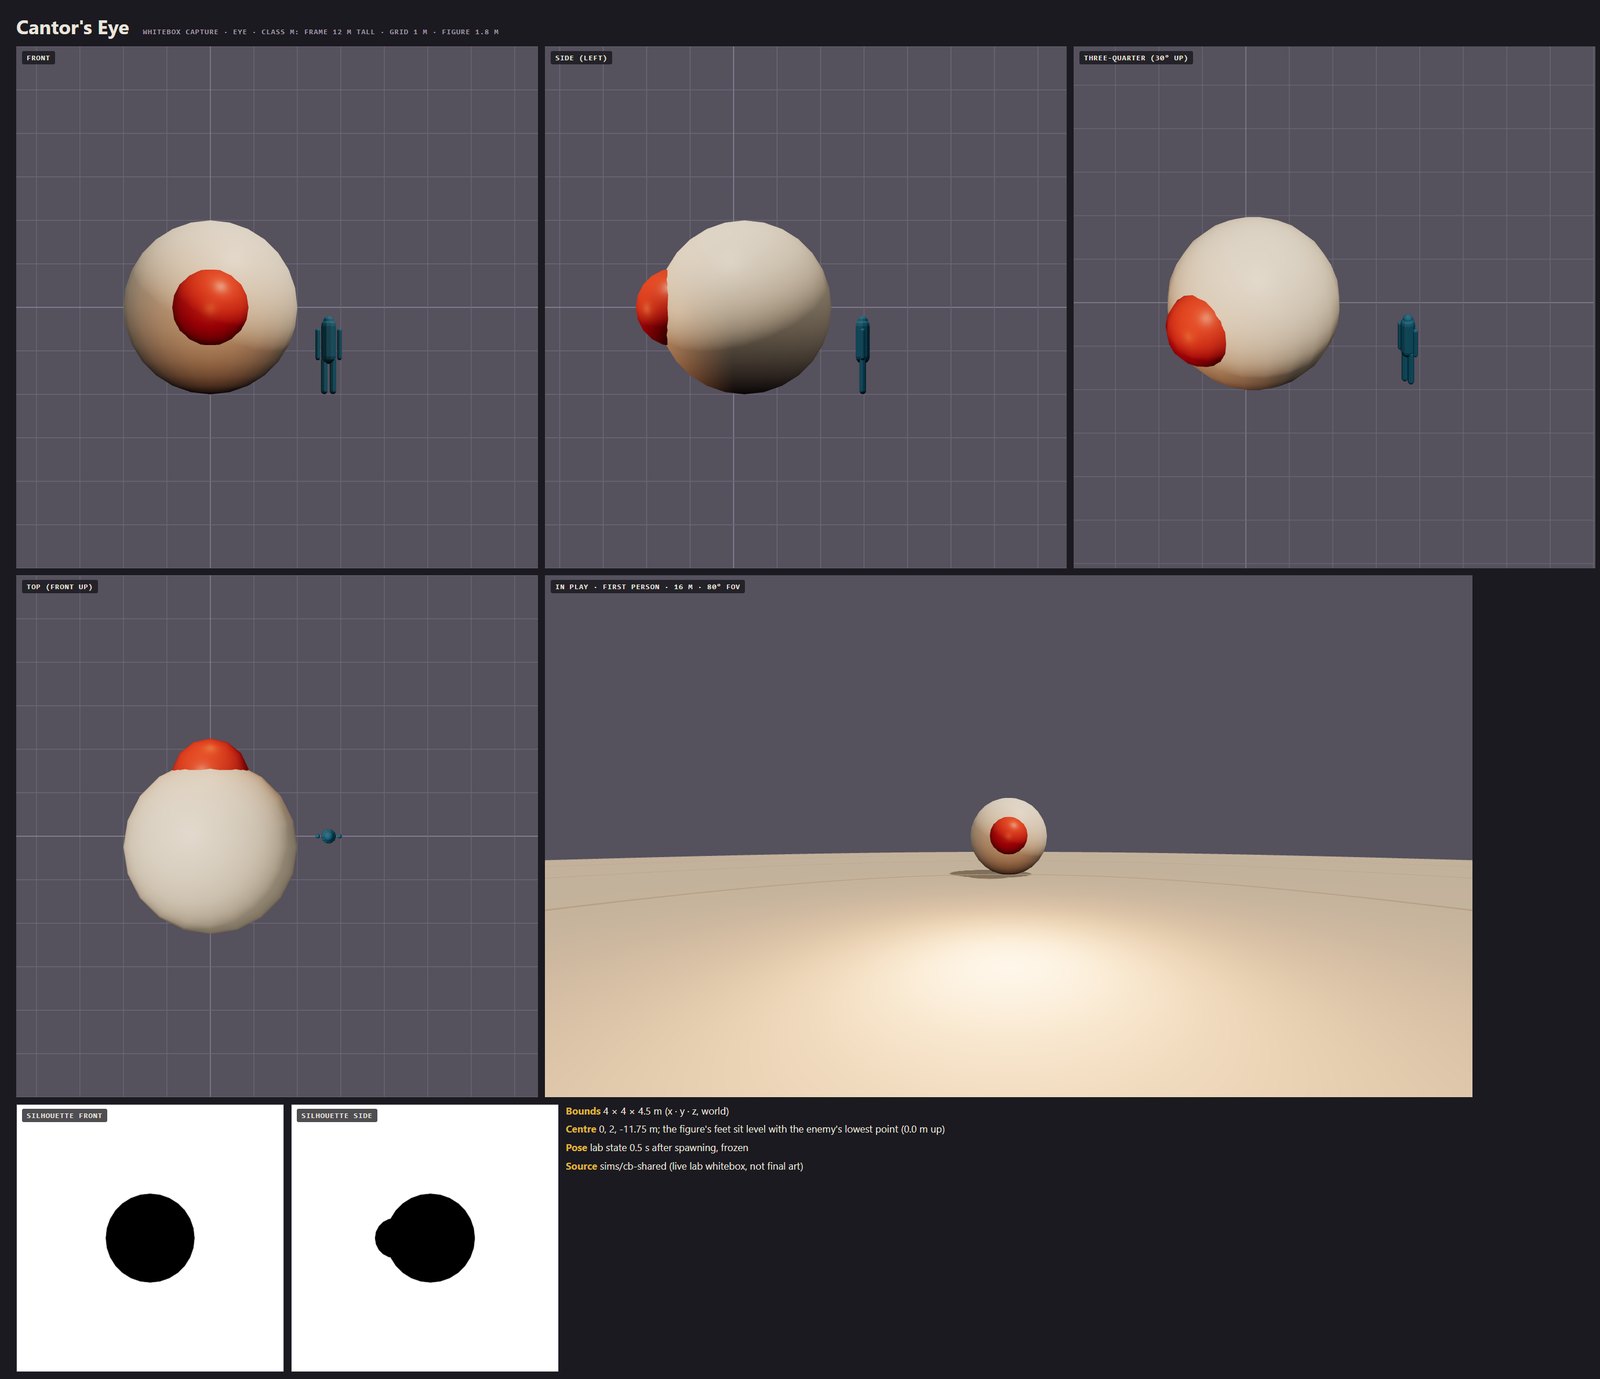 Cantor's Eye
WHITEBOX CAPTURE · EYE · CLASS M: FRAME 12 M TALL · GRID 1 M · FIGURE 1.8 M
FRONT
SIDE (LEFT)
THREE-QUARTER (30° UP)
TOP (FRONT UP)
IN PLAY · FIRST PERSON · 16 M · 80° FOV
SILHOUETTE FRONT
SILHOUETTE SIDE
Bounds 4 × 4 × 4.5 m (x · y · z, world)
Centre 0, 2, -11.75 m; the figure's feet sit level with the enemy's lowest point (0.0 m up)
Pose lab state 0.5 s after spawning, frozen
Source sims/cb-shared (live lab whitebox, not final art)